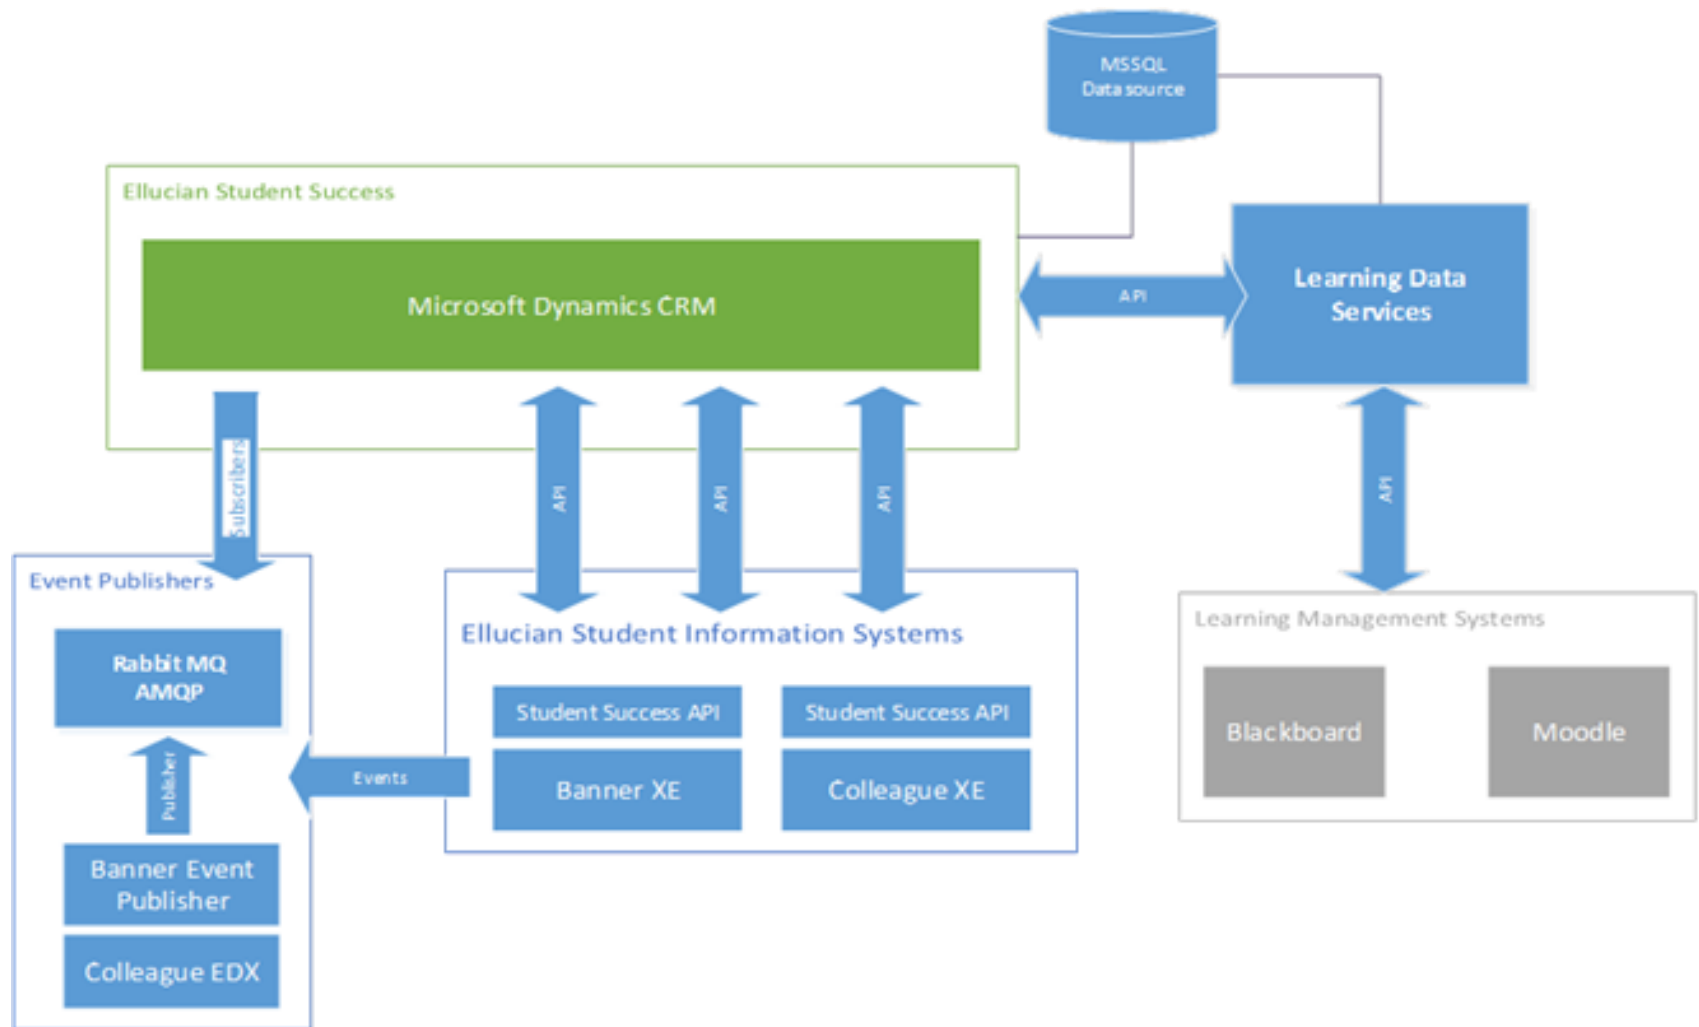 MSSQL
Datasource
Ellucian Student Success
Microsoft Dynamics CRM
API
Learning Data
Services
Subscribers
API
API
API
API
Event Publishers
Rabbit MQ
AMQP
Publisher
Banner Event
Publisher
Colleague EDX
Events
Ellucian Student Information Systems
Student Success API
Student Success API
Banner XE
Colleague XE
Learning Management Systems
Blackboard
Moodle